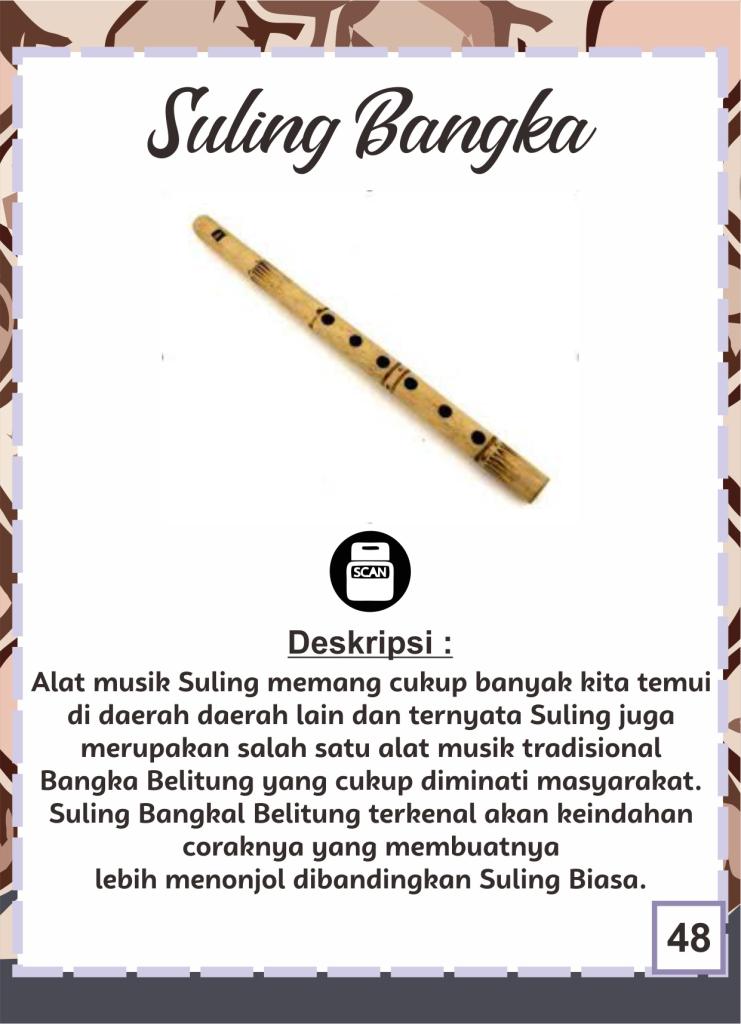 Suling Bangka
SCAN
Deskripsi :
Alat musik Suling memang cukup banyak kita temui
di daerah daerah lain dan ternyata Suling juga
merupakan salah satu alat musik tradisional
Bangka Belitung yang cukup diminati masyarakat.
Suling Bangkal Belitung terkenal akan keindahan
coraknya yang membuatnya
lebih menonjol dibandingkan Suling Biasa.
48